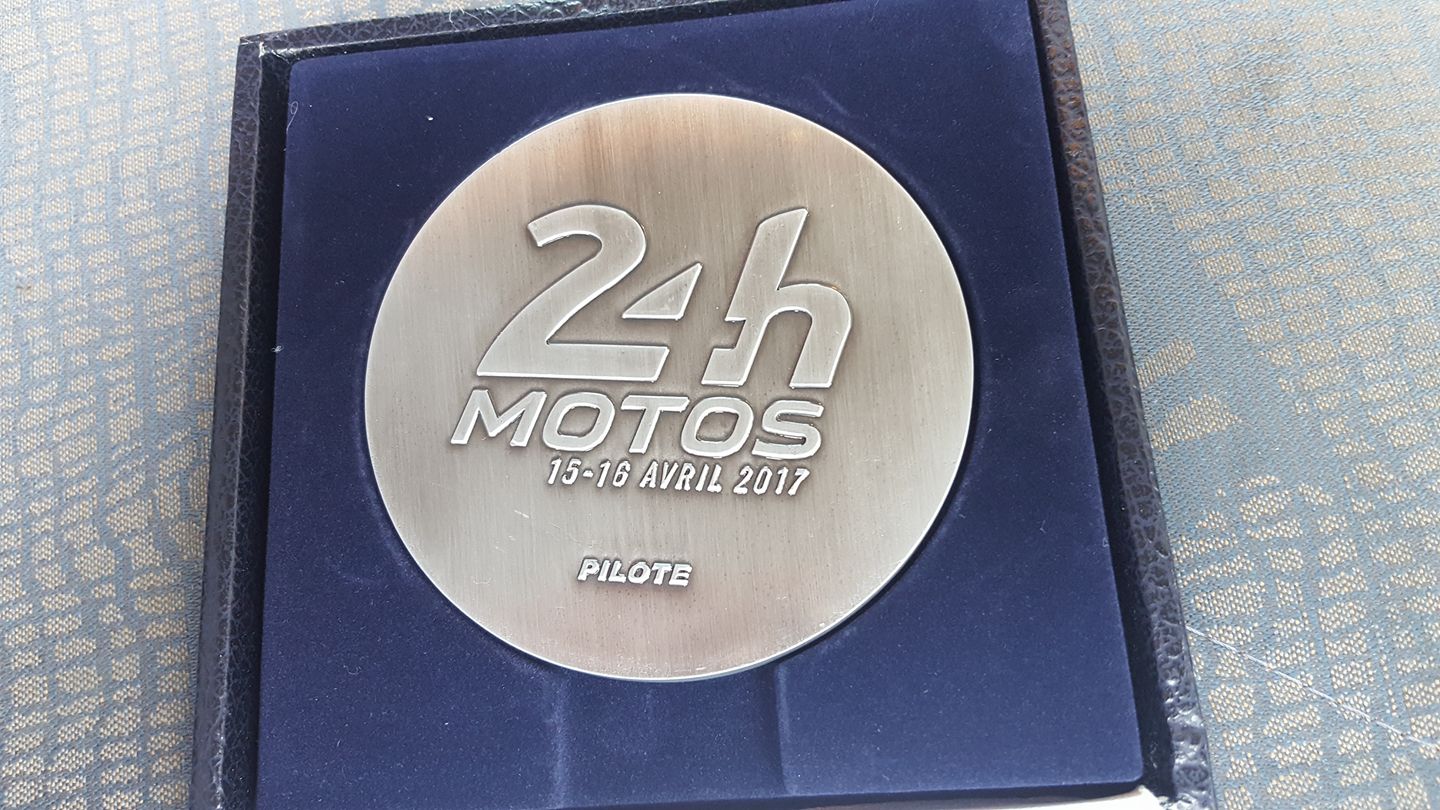 24h
MOTOS
15-16 AVRIL 2017
PILOTE